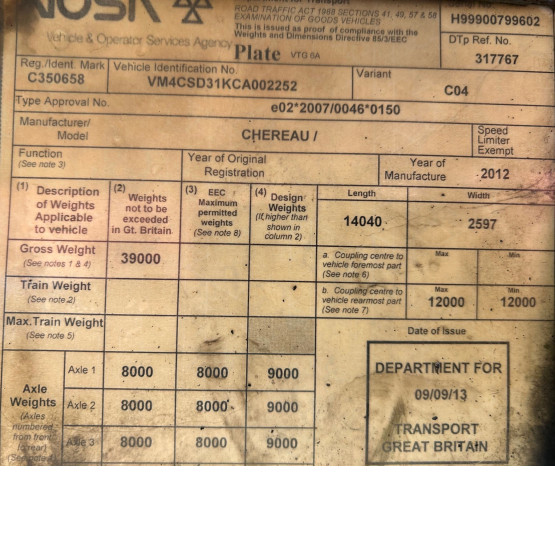 VOSA
Vehicle & Operator Services Agency
Transport
ROAD TRAFFIC ACT 1988 SECTIONS 41, 49, 57 & 58
EXAMINATION OF GOODS VEHICLES
This is issued as proof of compliance with the
Weights and Dimensions Directive 85/3/EEC
Plate VTG 6A
H99900799602
DTp Ref. No.
317767
Reg./Ident. Mark
C350658
Vehicle Identification No.
VM4CSD31KCA002252
Variant
C04
Type Approval No.
e02*2007/0046*0150
Manufacturer/
Model
CHEREAU /
Speed
Limiter
Exempt
Function
(See note 3)
Year of Original
Registration
Year of
Manufacture
2012
(1) Description
of Weights
Applicable
to vehicle
(2) Weights
not to be
exceeded
in Gt. Britain
(3) EEC
Maximum
permitted
weights
(See note 8)
(4) Design
Weights
(If higher than
shown in
column 2)
Length
14040
Width
2597
Gross Weight
(See notes 1 & 4)
39000
a. Coupling centre to
vehicle foremost part
(See note 6)
Max
Min
Train Weight
(See note 2)
b. Coupling centre to
vehicle rearmost part
(See note 7)
Max
12000
Min
12000
Max.Train Weight
(See note 5)
Date of Issue
Axle
Weights
(Axles
numbered
from front
to rear)
Axle 1 8000 8000 9000
Axle 2 8000 8000 9000
Axle 3 8000 8000 9000
DEPARTMENT FOR
09/09/13
TRANSPORT
GREAT BRITAIN